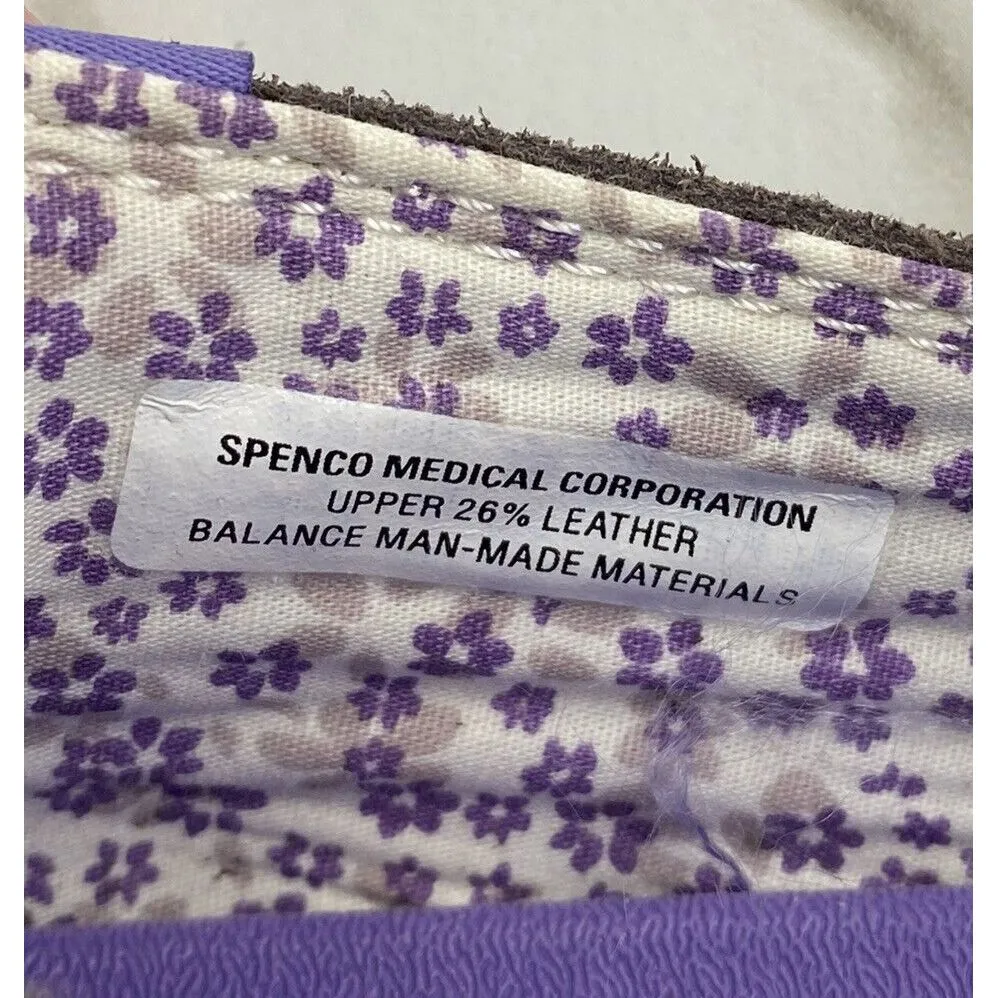 SPENCO MEDICAL CORPORATION
UPPER 26% LEATHER
BALANCE MAN-MADE MATERIALS